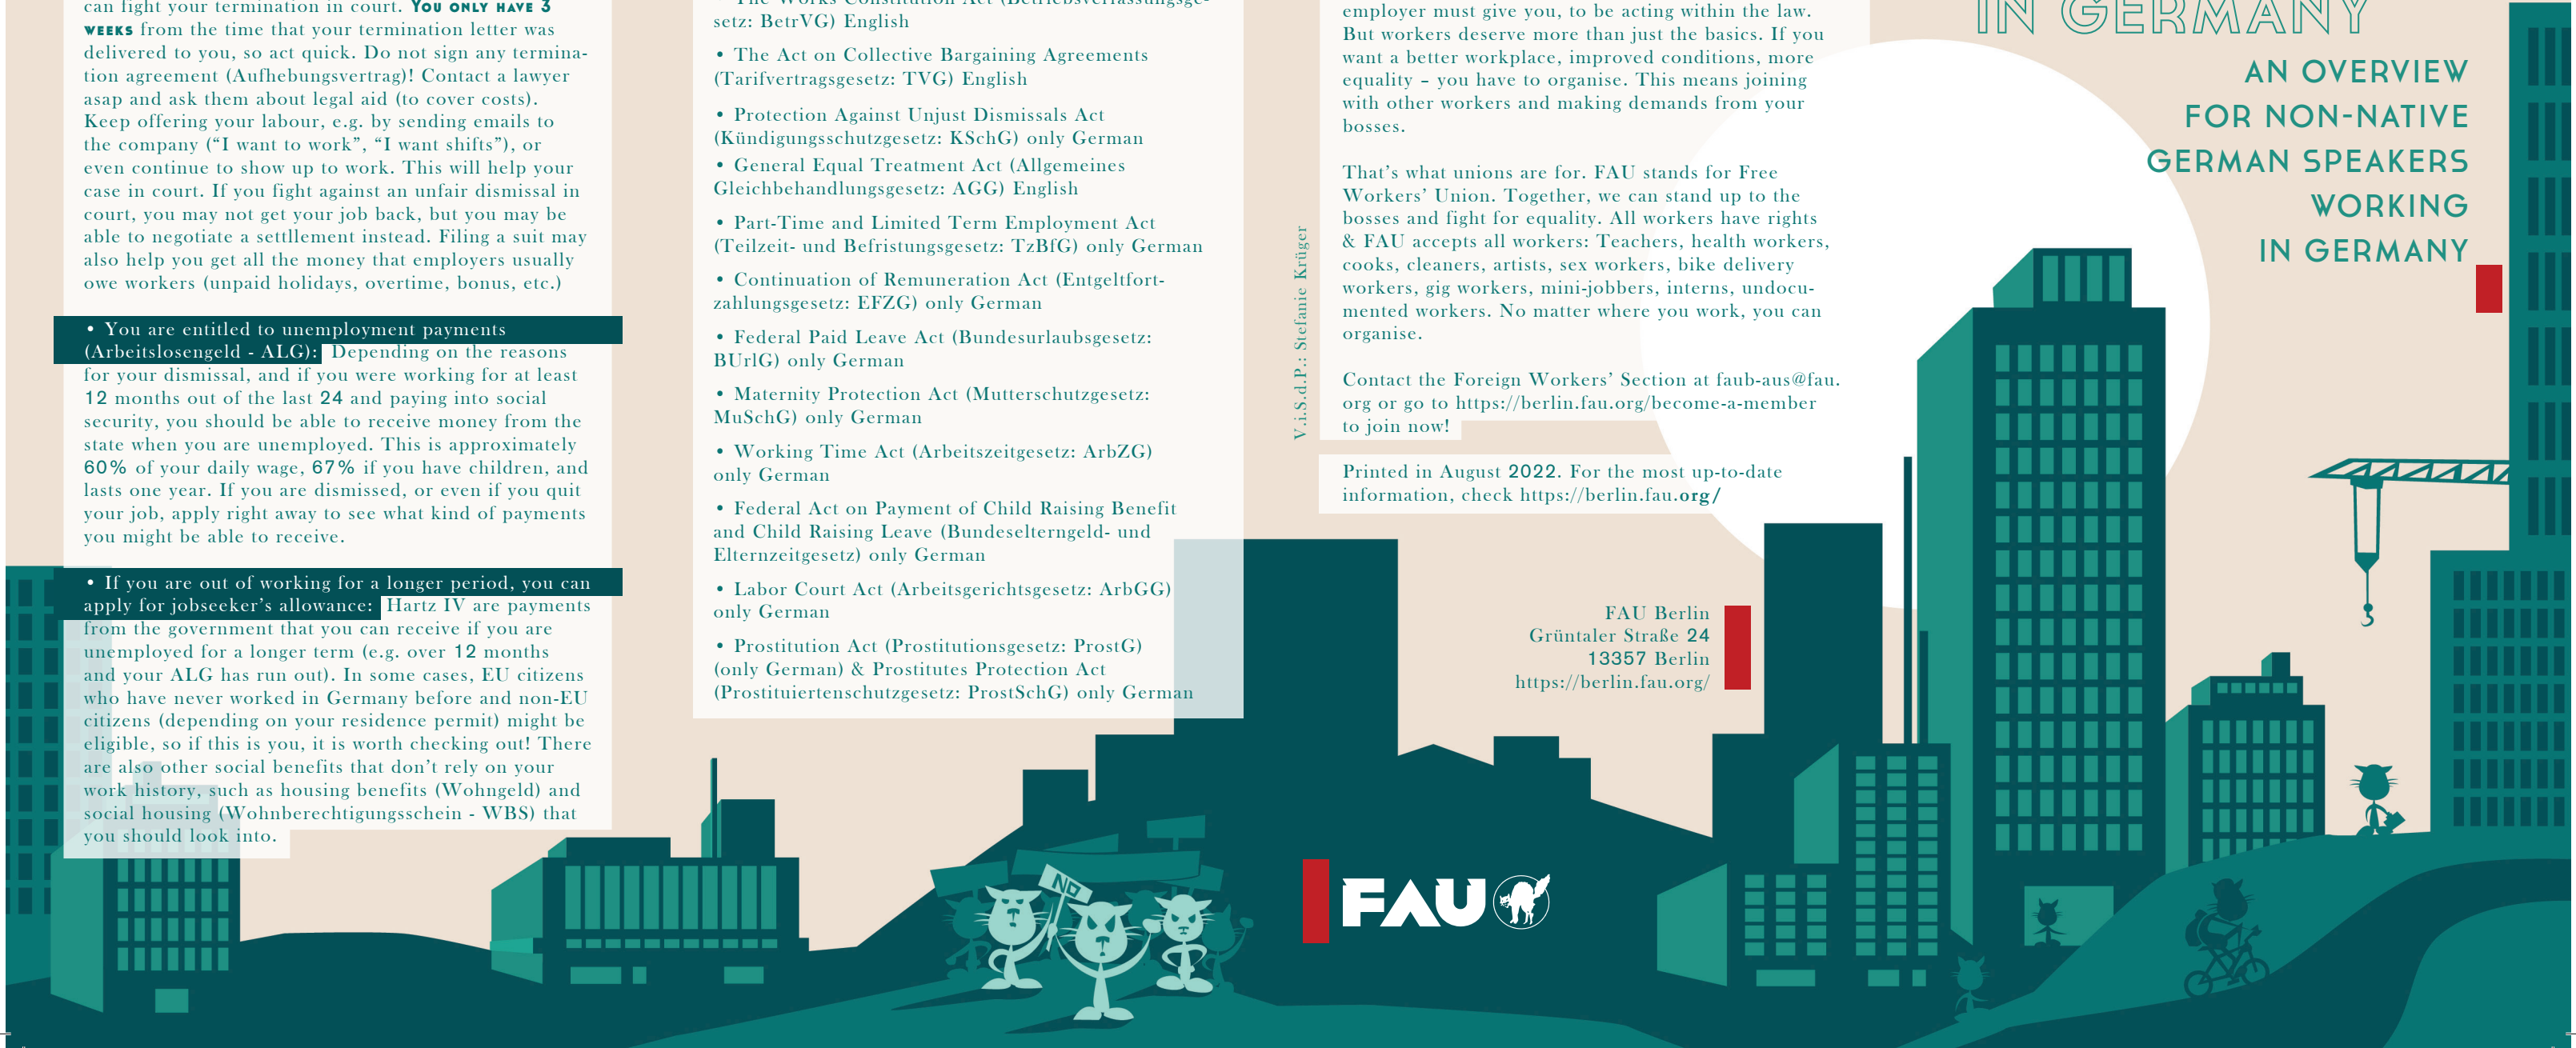 can fight your termination in court. You only have 3
weeks from the time that your termination letter was
delivered to you, so act quick. Do not sign any termina-
tion agreement (Aufhebungsvertrag)! Contact a lawyer
asap and ask them about legal aid (to cover costs).
Keep offering your labour, e.g. by sending emails to
the company (“I want to work”, “I want shifts”), or
even continue to show up to work. This will help your
case in court. If you fight against an unfair dismissal in
court, you may not get your job back, but you may be
able to negotiate a settllement instead. Filing a suit may
also help you get all the money that employers usually
owe workers (unpaid holidays, overtime, bonus, etc.)
• You are entitled to unemployment payments
(Arbeitslosengeld - ALG): Depending on the reasons
for your dismissal, and if you were working for at least
12 months out of the last 24 and paying into social
security, you should be able to receive money from the
state when you are unemployed. This is approximately
60% of your daily wage, 67% if you have children, and
lasts one year. If you are dismissed, or even if you quit
your job, apply right away to see what kind of payments
you might be able to receive.
• If you are out of working for a longer period, you can
apply for jobseeker’s allowance: Hartz IV are payments
from the government that you can receive if you are
unemployed for a longer term (e.g. over 12 months
and your ALG has run out). In some cases, EU citizens
who have never worked in Germany before and non-EU
citizens (depending on your residence permit) might be
eligible, so if this is you, it is worth checking out! There
are also other social benefits that don’t rely on your
work history, such as housing benefits (Wohngeld) and
social housing (Wohnberechtigungsschein - WBS) that
you should look into.
• The Works Constitution Act (Betriebsverfassungsge-
setz: BetrVG) English
• The Act on Collective Bargaining Agreements
(Tarifvertragsgesetz: TVG) English
• Protection Against Unjust Dismissals Act
(Kündigungsschutzgesetz: KSchG) only German
• General Equal Treatment Act (Allgemeines
Gleichbehandlungsgesetz: AGG) English
• Part-Time and Limited Term Employment Act
(Teilzeit- und Befristungsgesetz: TzBfG) only German
• Continuation of Remuneration Act (Entgeltfort-
zahlungsgesetz: EFZG) only German
• Federal Paid Leave Act (Bundesurlaubsgesetz:
BUrlG) only German
• Maternity Protection Act (Mutterschutzgesetz:
MuSchG) only German
• Working Time Act (Arbeitszeitgesetz: ArbZG)
only German
• Federal Act on Payment of Child Raising Benefit
and Child Raising Leave (Bundeselterngeld- und
Elternzeitgesetz) only German
• Labor Court Act (Arbeitsgerichtsgesetz: ArbGG)
only German
• Prostitution Act (Prostitutionsgesetz: ProstG)
(only German) & Prostitutes Protection Act
(Prostituiertenschutzgesetz: ProstSchG) only German
NO
V.i.S.d.P.: Stefanie Krüger
employer must give you, to be acting within the law.
But workers deserve more than just the basics. If you
want a better workplace, improved conditions, more
equality – you have to organise. This means joining
with other workers and making demands from your
bosses.
That’s what unions are for. FAU stands for Free
Workers’ Union. Together, we can stand up to the
bosses and fight for equality. All workers have rights
& FAU accepts all workers: Teachers, health workers,
cooks, cleaners, artists, sex workers, bike delivery
workers, gig workers, mini-jobbers, interns, undocu-
mented workers. No matter where you work, you can
organise.
Contact the Foreign Workers’ Section at faub-aus@fau.
org or go to https://berlin.fau.org/become-a-member
to join now!
Printed in August 2022. For the most up-to-date
information, check https://berlin.fau.org/
FAU Berlin
Grüntaler Straße 24
13357 Berlin
https://berlin.fau.org/
FAU
IN GERMANY
AN OVERVIEW
FOR NON-NATIVE
GERMAN SPEAKERS
WORKING
IN GERMANY